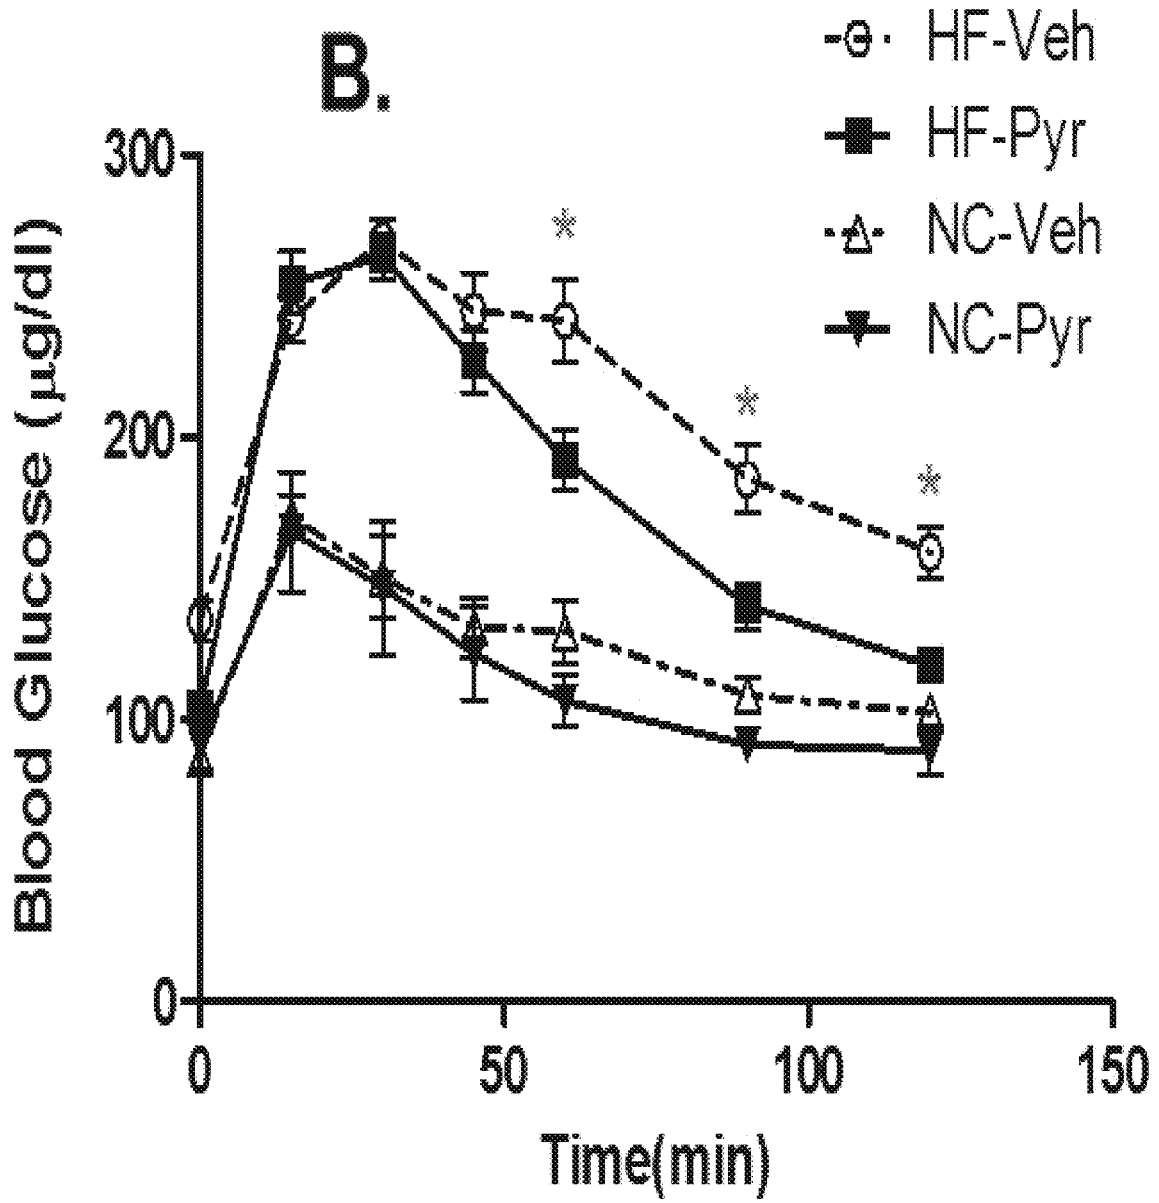 B.
HF-Veh
HF-Pyr
NC-Veh
NC-Pyr
Blood Glucose (µg/dl)
300
*
*
200
*
100
0
0 50 100 150
Time(min)